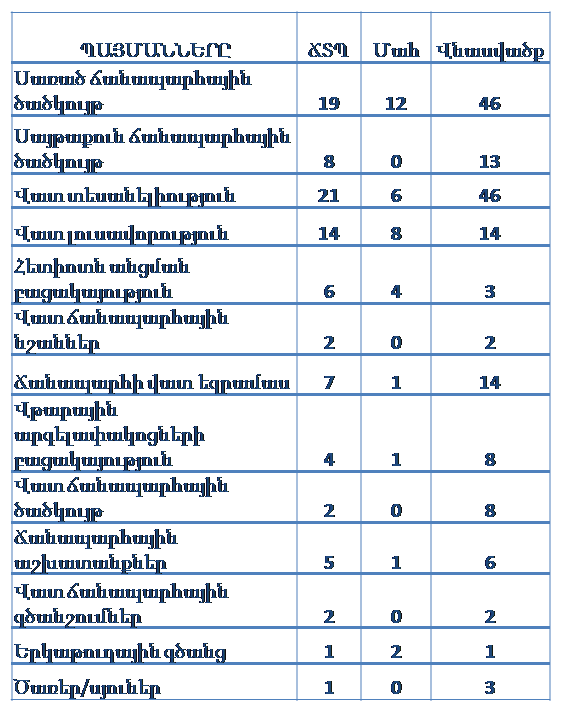 ՊԱՅՄԱՆՆԵՐԸ ՃՏՊ Մահ Վնասվածք
Սառած ճանապարհային
ծածկույթ 19 12 46
Սայթաքուն ճանապարհային
ծածկույթ 8 0 13
Վատ տեսանելիություն 21 6 46
Վատ լուսավորություն 14 8 14
Հետիոտն անցման
բացակայություն 6 4 3
Վատ ճանապարհային
նշաններ 2 0 2
Ճանապարհի վատ եզրամաս 7 1 14
Վթարային
արգելափակոցների
բացակայություն 4 1 8
Վատ ճանապարհային
ծածկույթ 2 0 8
Ճանապարհային
աշխատանքներ 5 1 6
Վատ ճանապարհային
գծանշումներ 2 0 2
Երկաթուղային գծանց 1 2 1
Ծառեր/սյուներ 1 0 3